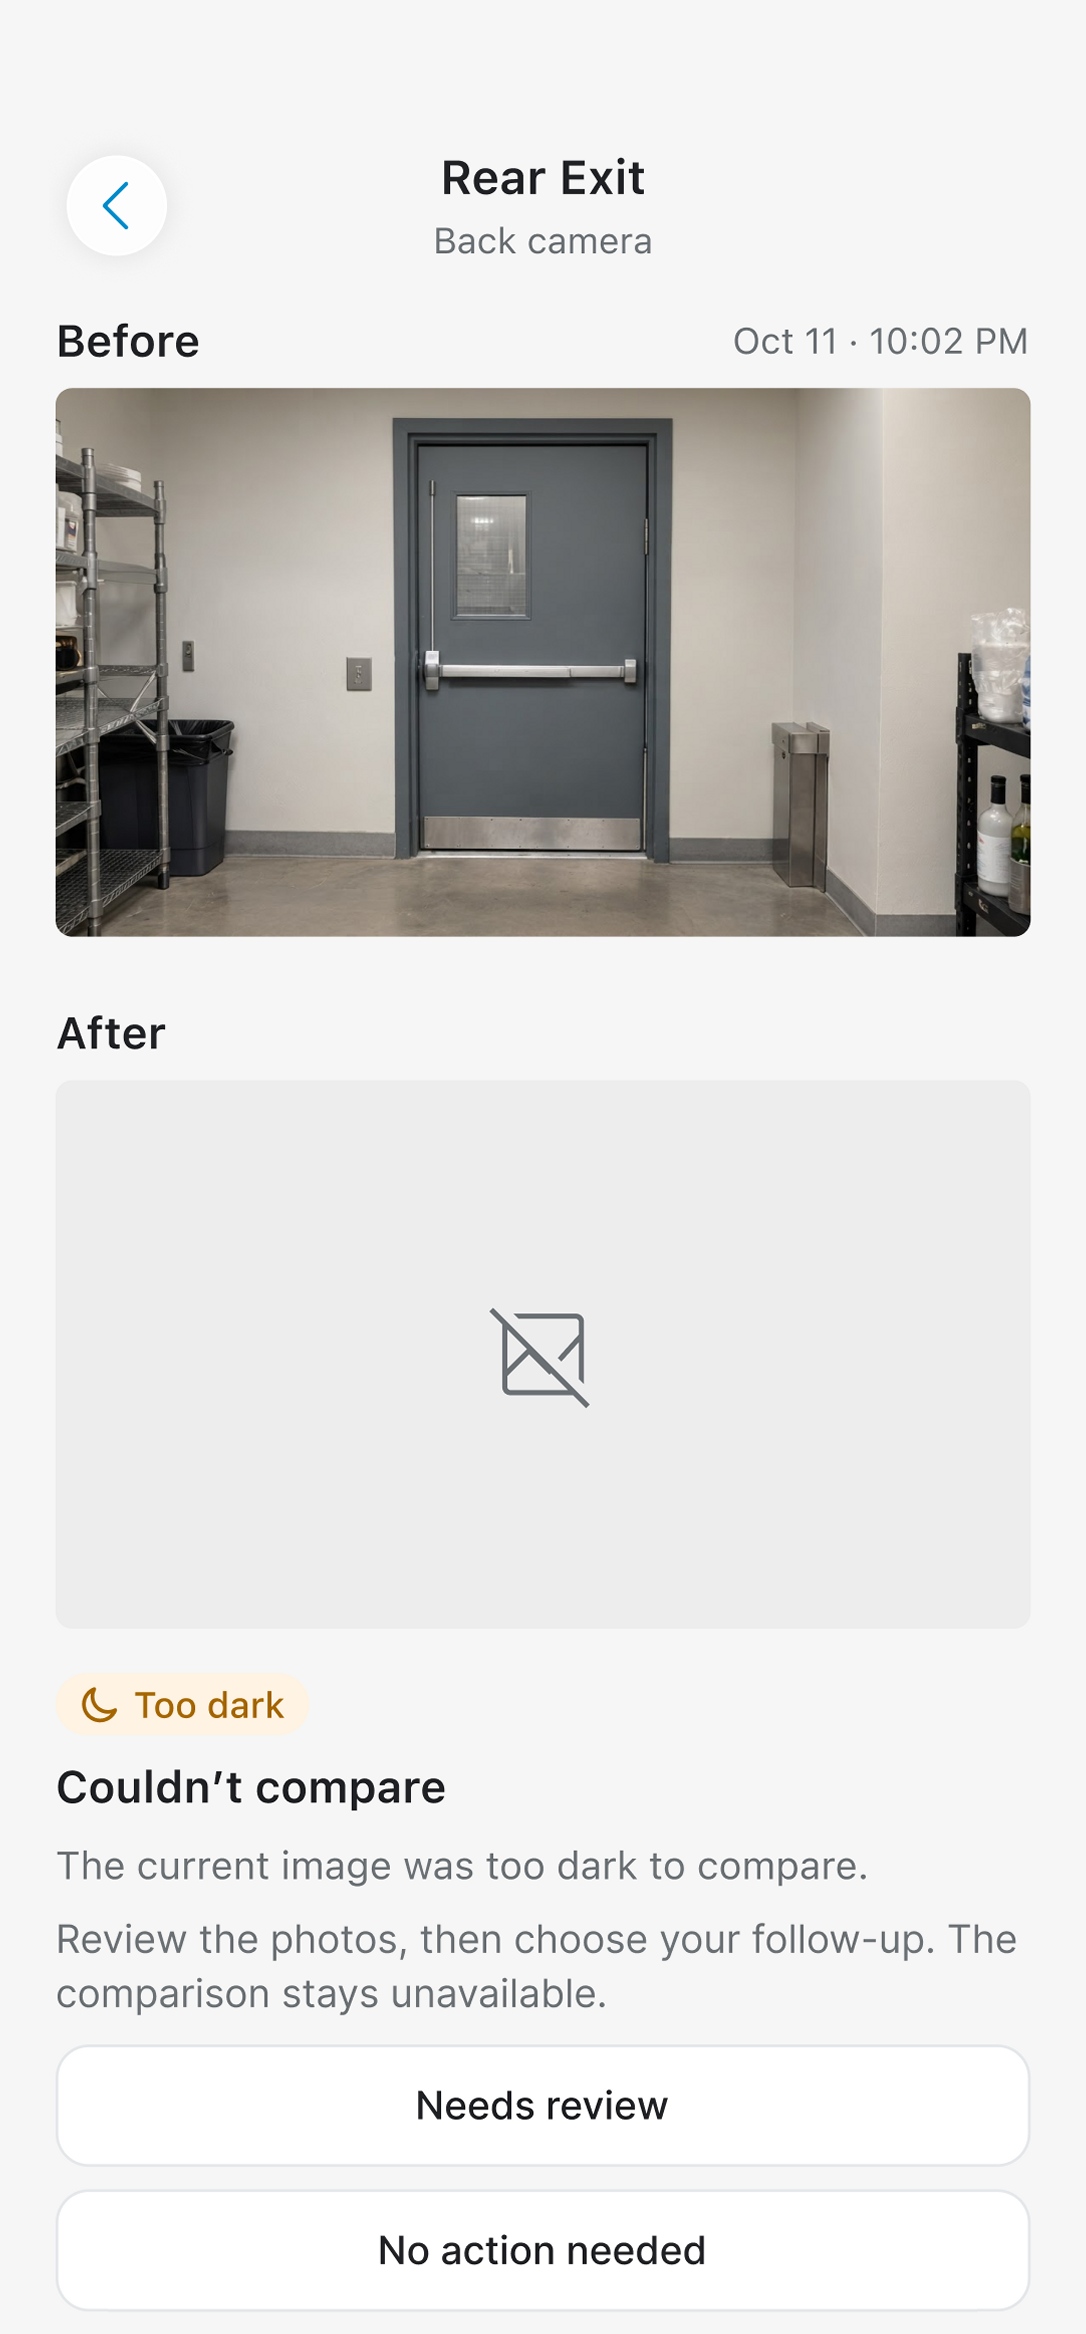 Rear Exit
Back camera
Before
Oct 11 · 10:02 PM
After
Too dark
Couldn’t compare
The current image was too dark to compare.
Review the photos, then choose your follow-up. The
comparison stays unavailable.
Needs review
No action needed